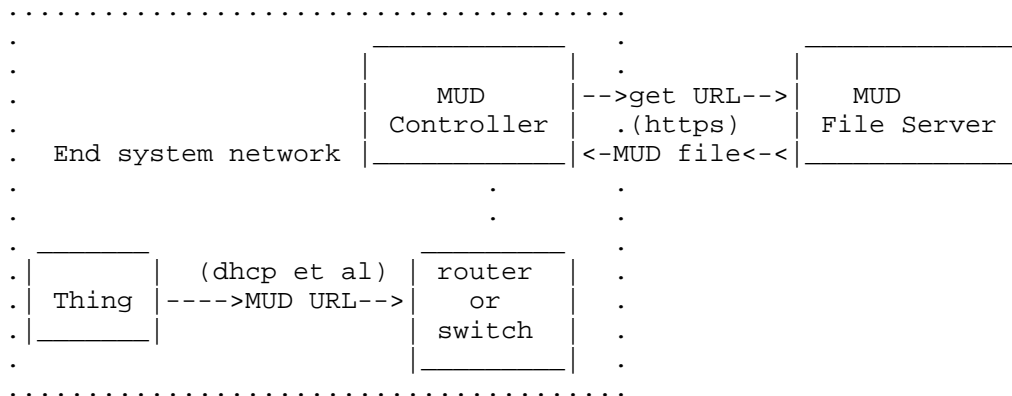 MUD -->get URL--> MUD
Controller (https) File Server
End system network <-MUD file<-<
(dhcp et al) router
Thing ---->MUD URL--> or
switch